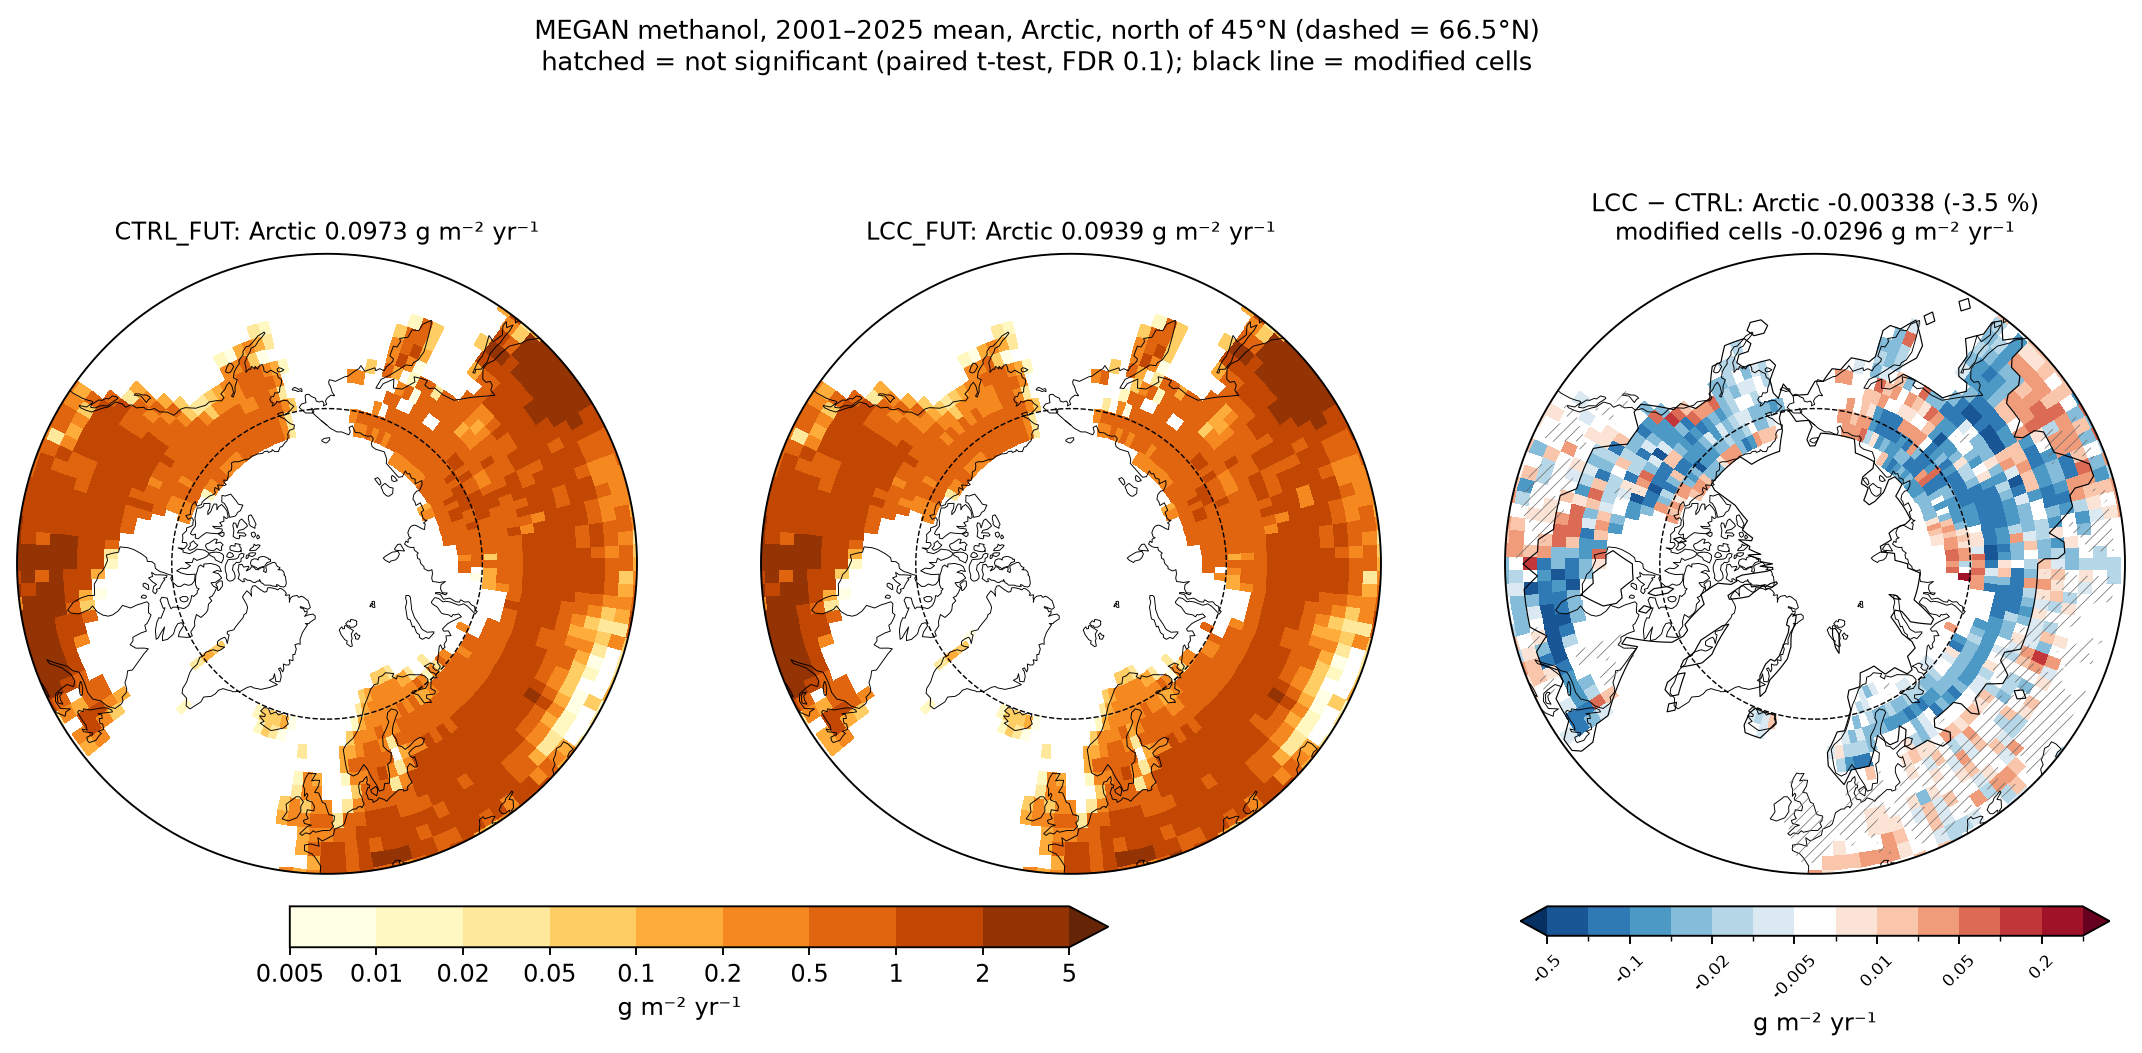 MEGAN methanol, 2001–2025 mean, Arctic, north of 45°N (dashed = 66.5°N)
hatched = not significant (paired t-test, FDR 0.1); black line = modified cells
CTRL_FUT: Arctic 0.0973 g m⁻² yr⁻¹
LCC_FUT: Arctic 0.0939 g m⁻² yr⁻¹
LCC − CTRL: Arctic -0.00338 (-3.5 %)
modified cells -0.0296 g m⁻² yr⁻¹
0.005 0.01 0.02 0.05 0.1 0.2 0.5 1 2 5
g m⁻² yr⁻¹
-0.5 -0.1 -0.02 -0.005 0.01 0.05 0.2
g m⁻² yr⁻¹